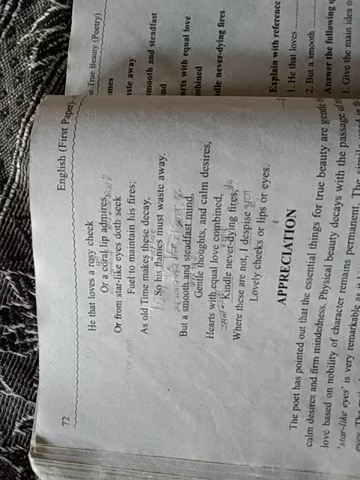 72
English (First Paper)
He that loves a rosy cheek
Or a coral lip admires,
Or from star-like eyes doth seek
Fuel to maintain his fires;
As old Time makes these decay,
So his flames must waste away.
But a smooth and steadfast mind,
Gentle thoughts, and calm desires,
Hearts with equal love combined,
Kindle never-dying fires;
Where these are not, I despise
Lovely cheeks or lips or eyes.
APPRECIATION
The poet has pointed out that the essential things for true beauty are gentle
calm desires and firm mindedness. Physical beauty decays with the passage of
love based on nobility of character remains permanent.
'star-like eyes' is very remarkable
True Beauty (Poetry)
waste away
smooth and steadfast
arts with equal love
mbined
dle never-dying fires
Explain with reference
1. He that loves
2. But a smooth
Answer the following q
1. Give the main idea o